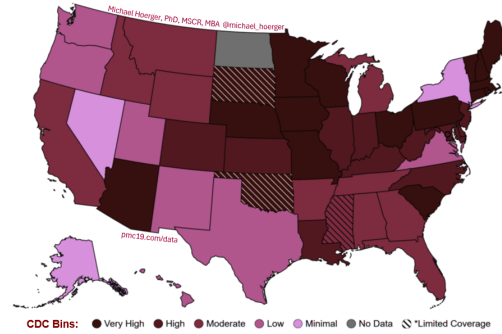 Michael Hoerger, PhD, MSCR, MBA @michael_hoerger
pmc19.com/data
CDC Bins: Very High High Moderate Low Minimal No Data *Limited Coverage